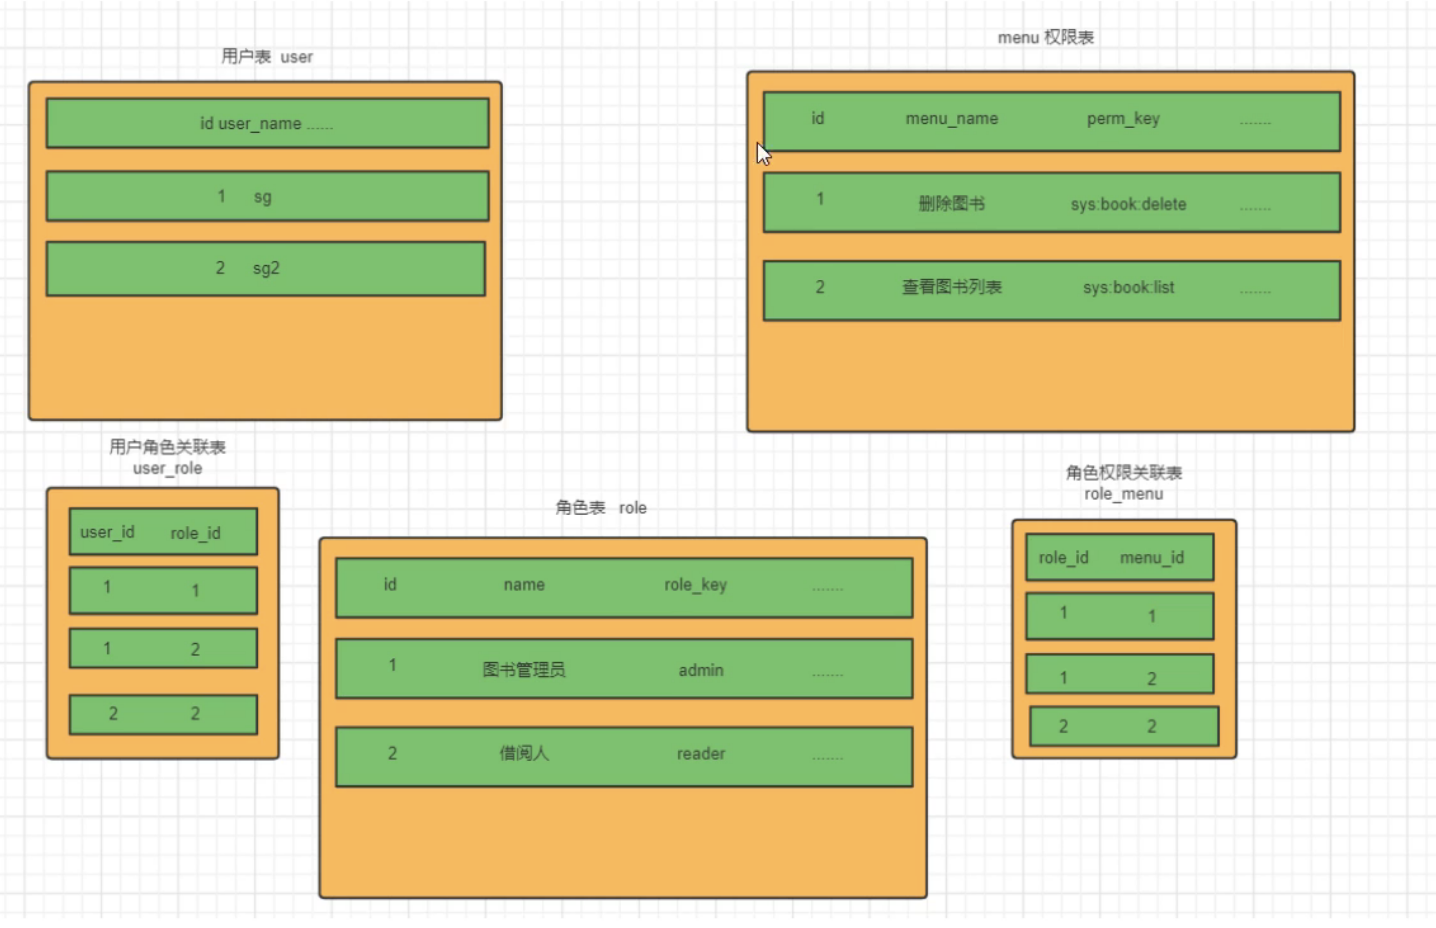 用户表 user
id user_name ......
1 sg
2 sg2
menu 权限表
id menu_name perm_key .......
1 删除图书 sys:book:delete .......
2 查看图书列表 sys:book:list .......
用户角色关联表
user_role
user_id role_id
1 1
1 2
2 2
角色表 role
id name role_key .......
1 图书管理员 admin .......
2 借阅人 reader .......
角色权限关联表
role_menu
role_id menu_id
1 1
1 2
2 2